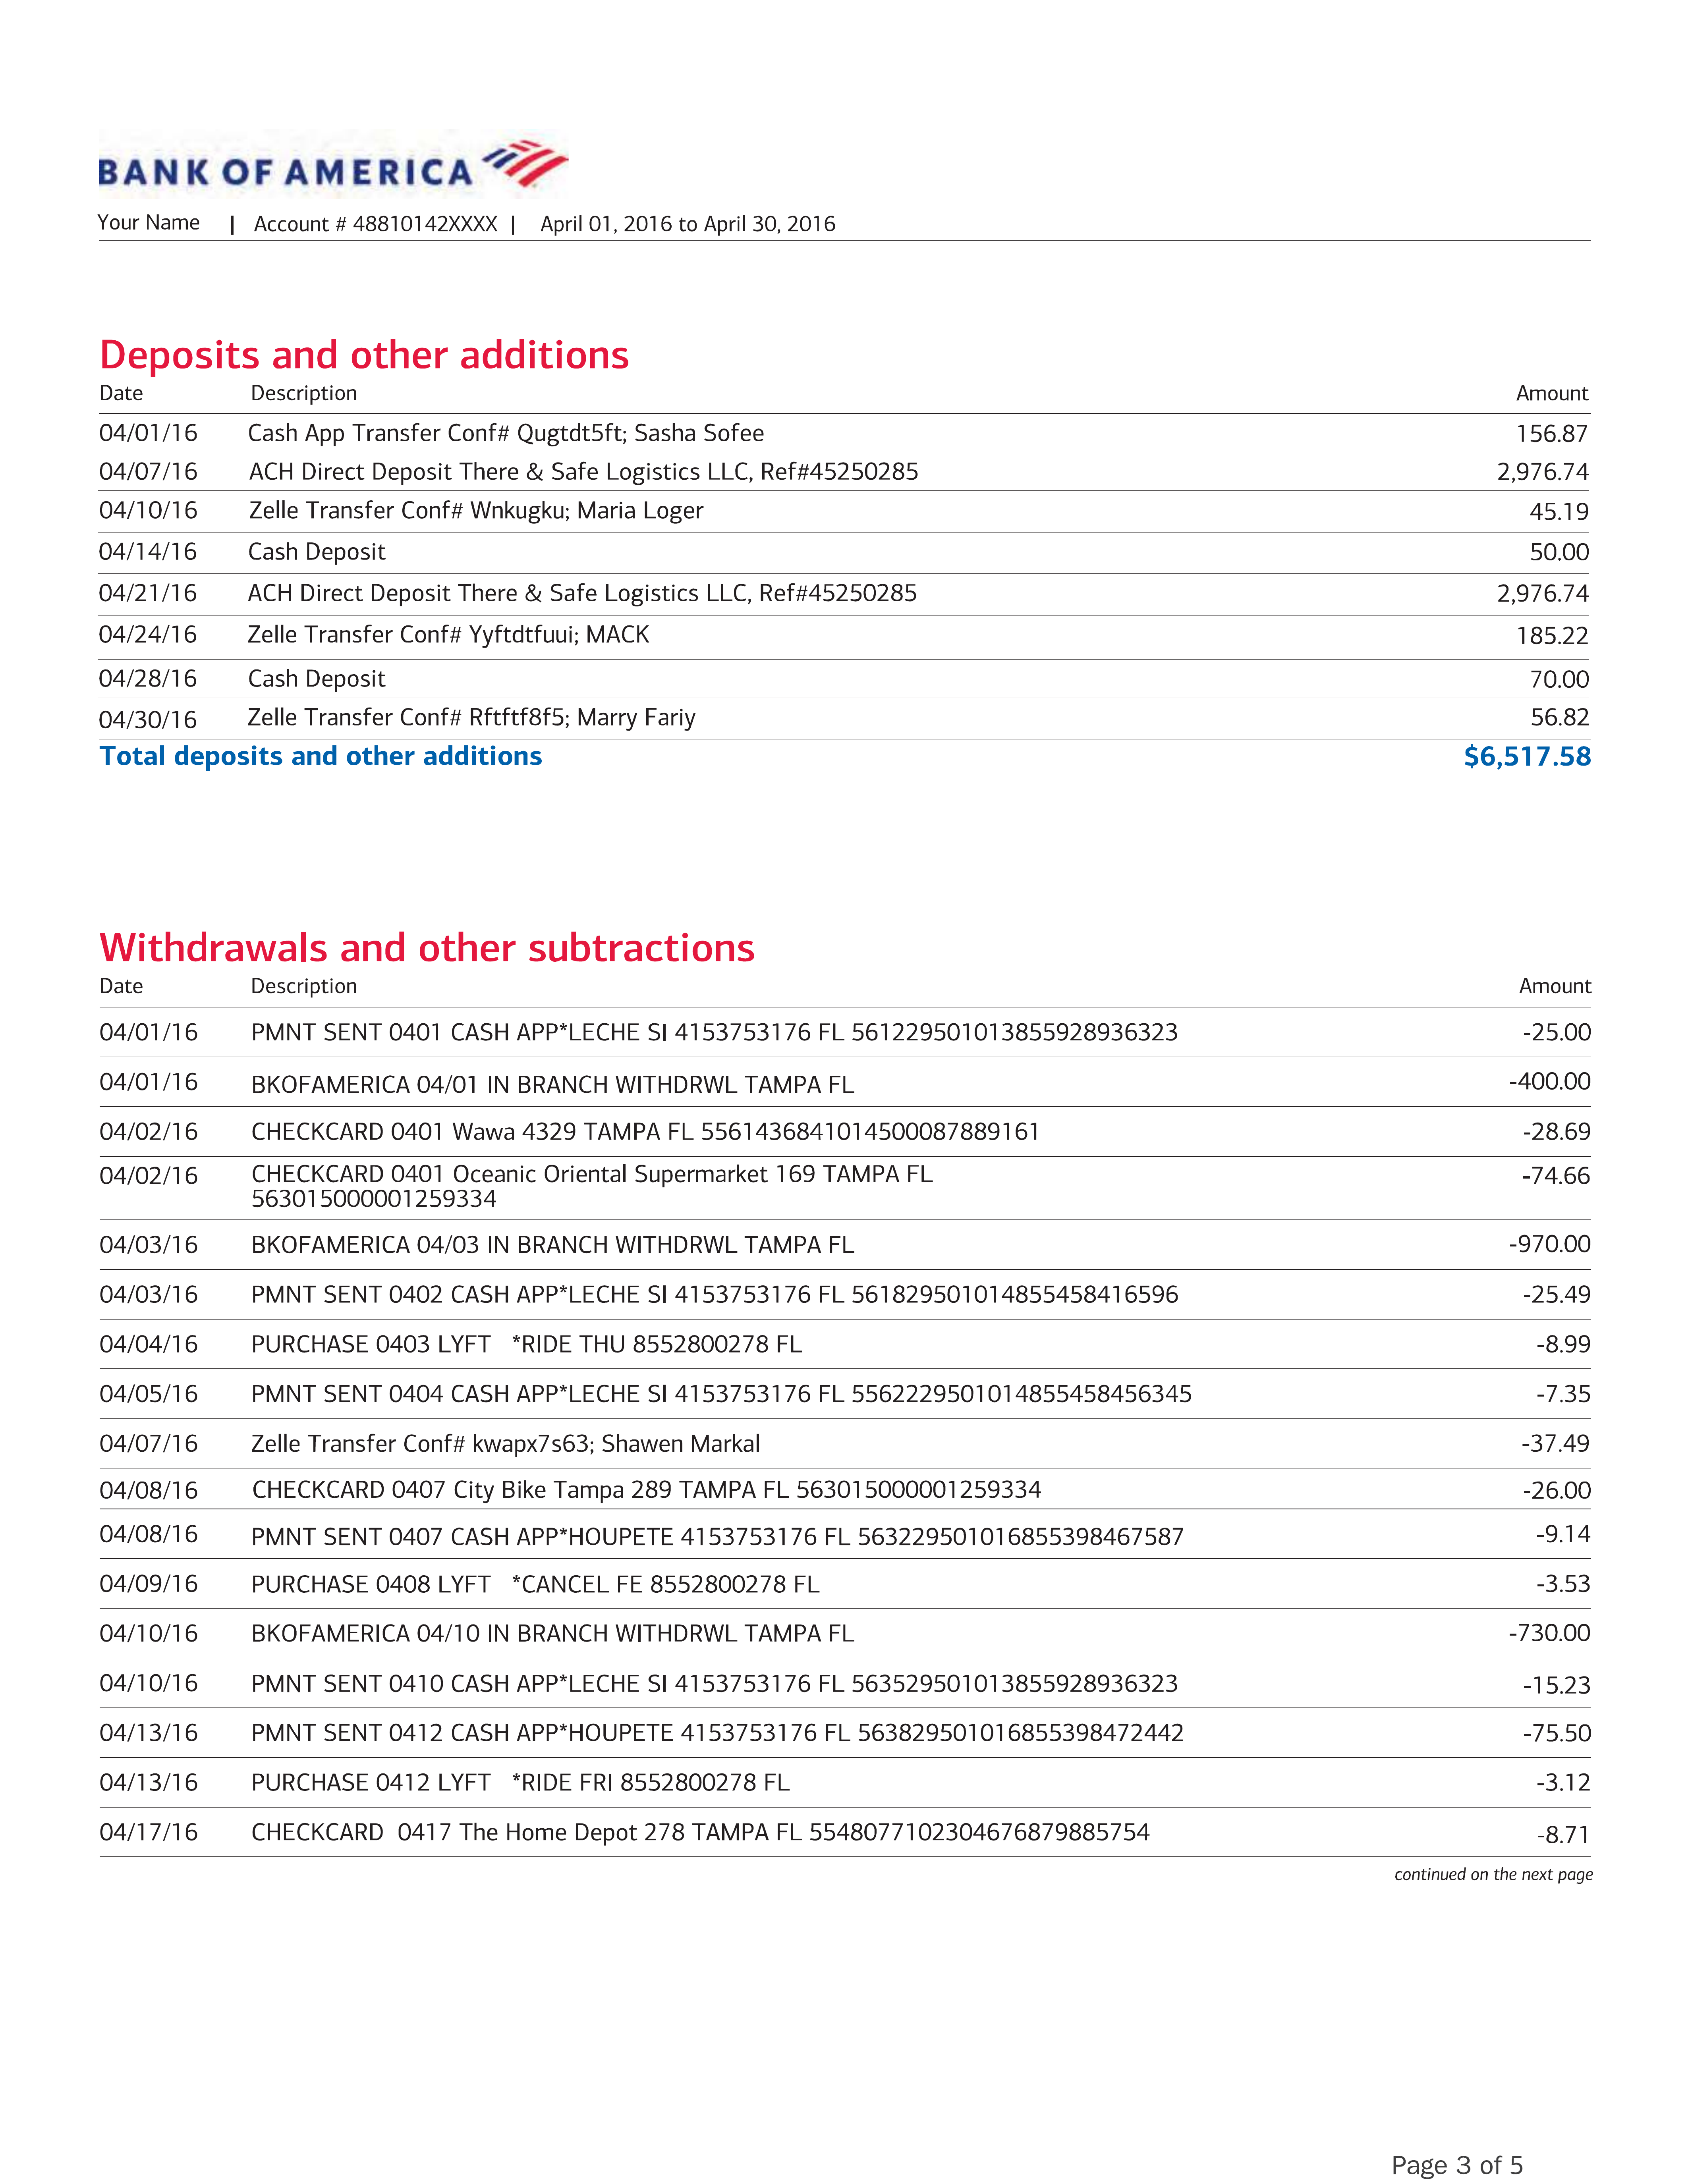 BANK OF AMERICA
Your Name | Account # 48810142XXXX | April 01, 2016 to April 30, 2016
Deposits and other additions
Date Description Amount
04/01/16 Cash App Transfer Conf# Qugtdt5ft; Sasha Sofee 156.87
04/07/16 ACH Direct Deposit There & Safe Logistics LLC, Ref#45250285 2,976.74
04/10/16 Zelle Transfer Conf# Wnkugku; Maria Loger 45.19
04/14/16 Cash Deposit 50.00
04/21/16 ACH Direct Deposit There & Safe Logistics LLC, Ref#45250285 2,976.74
04/24/16 Zelle Transfer Conf# Yyftdtfuui; MACK 185.22
04/28/16 Cash Deposit 70.00
04/30/16 Zelle Transfer Conf# Rftftf8f5; Marry Fariy 56.82
Total deposits and other additions $6,517.58
Withdrawals and other subtractions
Date Description Amount
04/01/16 PMNT SENT 0401 CASH APP*LECHE SI 4153753176 FL 561229501013855928936323 -25.00
04/01/16 BKOFAMERICA 04/01 IN BRANCH WITHDRWL TAMPA FL -400.00
04/02/16 CHECKCARD 0401 Wawa 4329 TAMPA FL 5561436841014500087889161 -28.69
04/02/16 CHECKCARD 0401 Oceanic Oriental Supermarket 169 TAMPA FL -74.66
563015000001259334
04/03/16 BKOFAMERICA 04/03 IN BRANCH WITHDRWL TAMPA FL -970.00
04/03/16 PMNT SENT 0402 CASH APP*LECHE SI 4153753176 FL 561829501014855458416596 -25.49
04/04/16 PURCHASE 0403 LYFT *RIDE THU 8552800278 FL -8.99
04/05/16 PMNT SENT 0404 CASH APP*LECHE SI 4153753176 FL 5562229501014855458456345 -7.35
04/07/16 Zelle Transfer Conf# kwapx7s63; Shawen Markal -37.49
04/08/16 CHECKCARD 0407 City Bike Tampa 289 TAMPA FL 563015000001259334 -26.00
04/08/16 PMNT SENT 0407 CASH APP*HOUPETE 4153753176 FL 563229501016855398467587 -9.14
04/09/16 PURCHASE 0408 LYFT *CANCEL FE 8552800278 FL -3.53
04/10/16 BKOFAMERICA 04/10 IN BRANCH WITHDRWL TAMPA FL -730.00
04/10/16 PMNT SENT 0410 CASH APP*LECHE SI 4153753176 FL 563529501013855928936323 -15.23
04/13/16 PMNT SENT 0412 CASH APP*HOUPETE 4153753176 FL 563829501016855398472442 -75.50
04/13/16 PURCHASE 0412 LYFT *RIDE FRI 8552800278 FL -3.12
04/17/16 CHECKCARD 0417 The Home Depot 278 TAMPA FL 5548077102304676879885754 -8.71
continued on the next page
Page 3 of 5